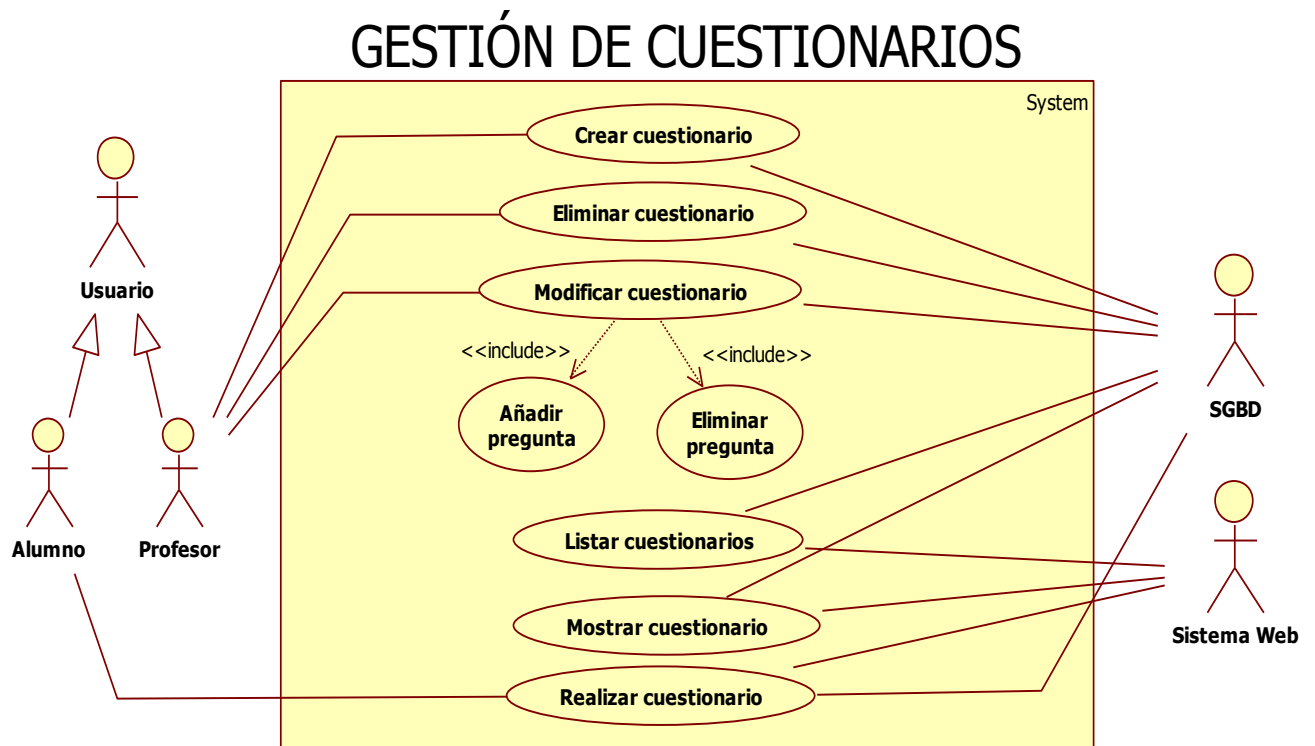 GESTIÓN DE CUESTIONARIOS
System
Crear cuestionario
Eliminar cuestionario
Usuario
Modificar cuestionario
<<include>>
<<include>>
Añadir
pregunta
Eliminar
pregunta
SGBD
Alumno
Profesor
Listar cuestionarios
Mostrar cuestionario
Sistema Web
Realizar cuestionario